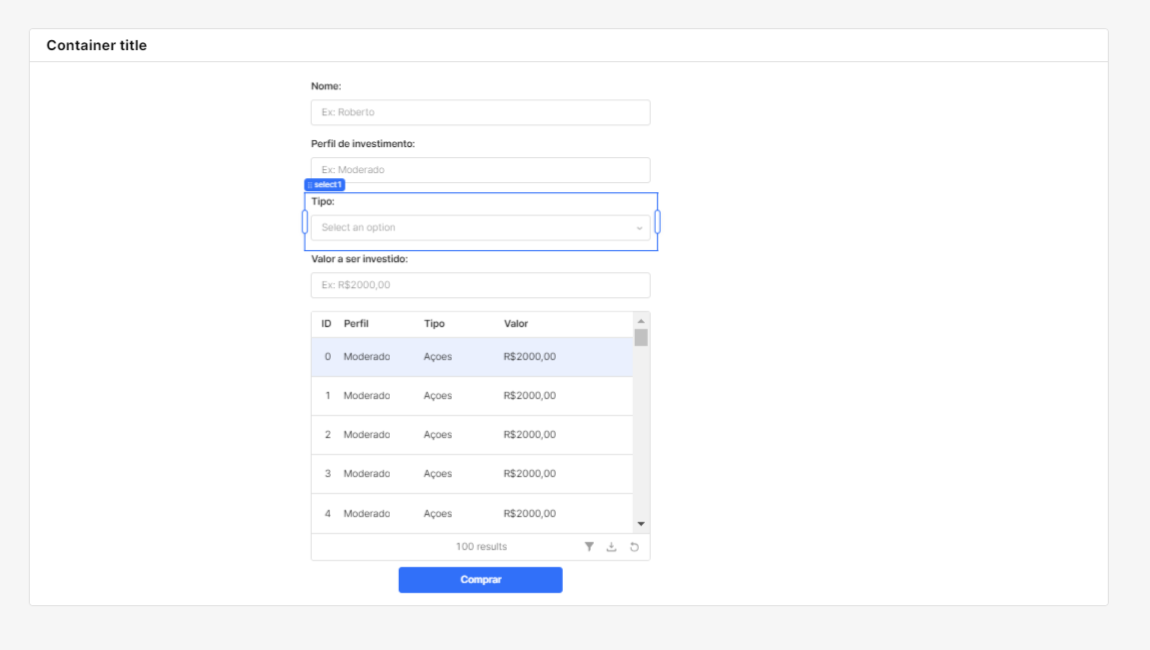 Container title
Nome:
Ex: Roberto
Perfil de investimento:
Ex: Moderado
select1
Tipo:
Select an option
Valor a ser investido:
Ex: R$2000,00
ID Perfil Tipo Valor
0 Moderado Açoes R$2000,00
1 Moderado Açoes R$2000,00
2 Moderado Açoes R$2000,00
3 Moderado Açoes R$2000,00
4 Moderado Açoes R$2000,00
100 results
Comprar